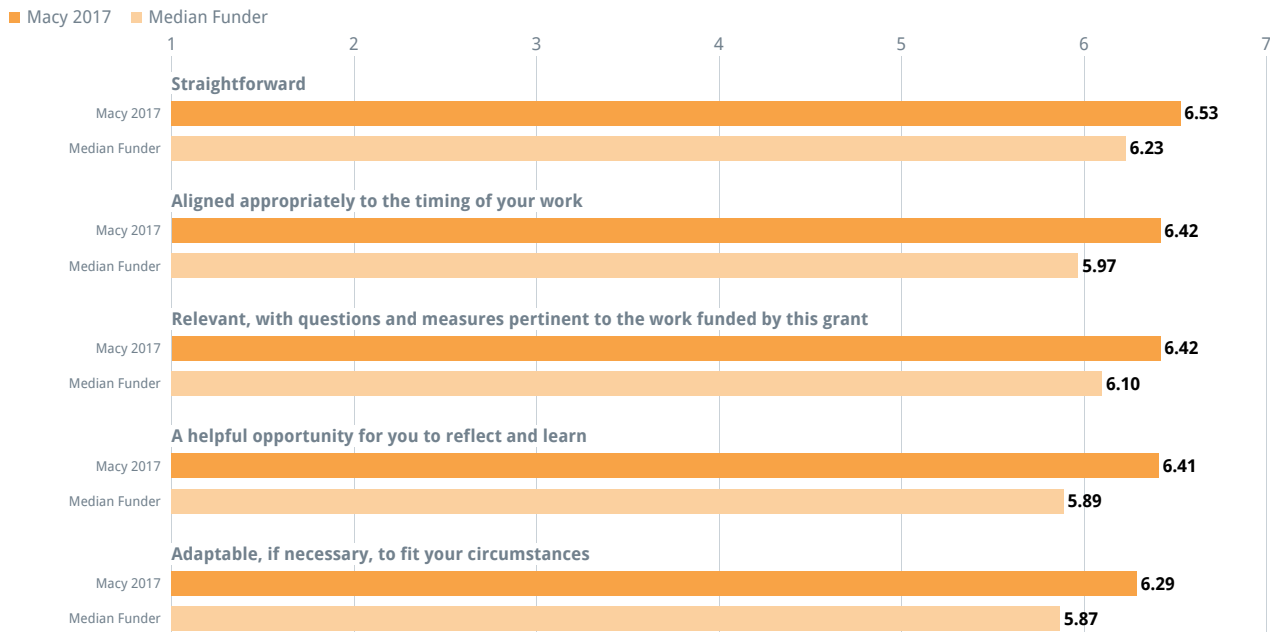 Macy 2017 Median Funder
1 2 3 4 5 6 7
Straightforward
Macy 2017 6.53
Median Funder 6.23
Aligned appropriately to the timing of your work
Macy 2017 6.42
Median Funder 5.97
Relevant, with questions and measures pertinent to the work funded by this grant
Macy 2017 6.42
Median Funder 6.10
A helpful opportunity for you to reflect and learn
Macy 2017 6.41
Median Funder 5.89
Adaptable, if necessary, to fit your circumstances
Macy 2017 6.29
Median Funder 5.87